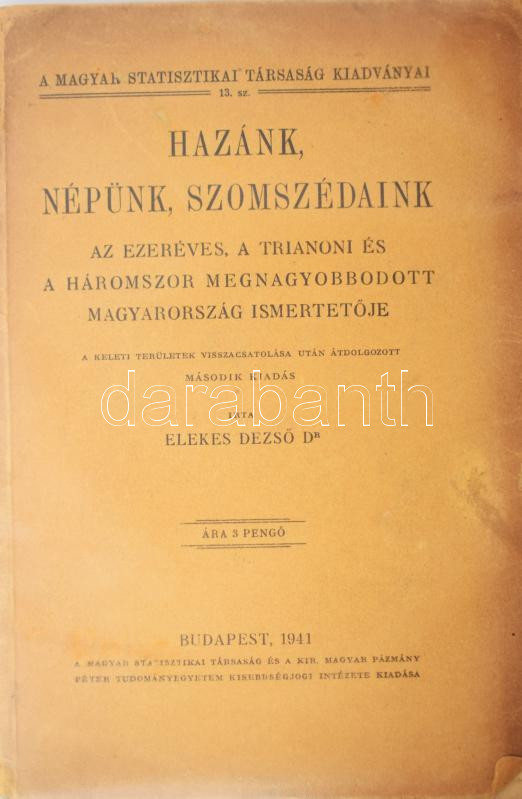 A MAGYAR STATISZTIKAI TÁRSASÁG KIADVÁNYAI
13. SZ.
HAZÁNK,
NÉPÜNK, SZOMSZÉDAINK
AZ EZERÉVES, A TRIANONI ÉS
A HÁROMSZOR MEGNAGYOBBODOTT
MAGYARORSZÁG ISMERTETŐJE
A KELETI TERÜLETEK VISSZACSATOLÁSA UTÁN ÁTDOLGOZOTT
MÁSODIK KIADÁS
darabanth
ÍRTA
ELEKES DEZSŐ DR
ÁRA 3 PENGŐ
BUDAPEST, 1941
A MAGYAR STATISZTIKAI TÁRSASÁG ÉS A KIR. MAGYAR PÁZMÁNY
PÉTER TUDOMÁNYEGYETEM KISEBBSÉGJOGI INTÉZETE KIADÁSA